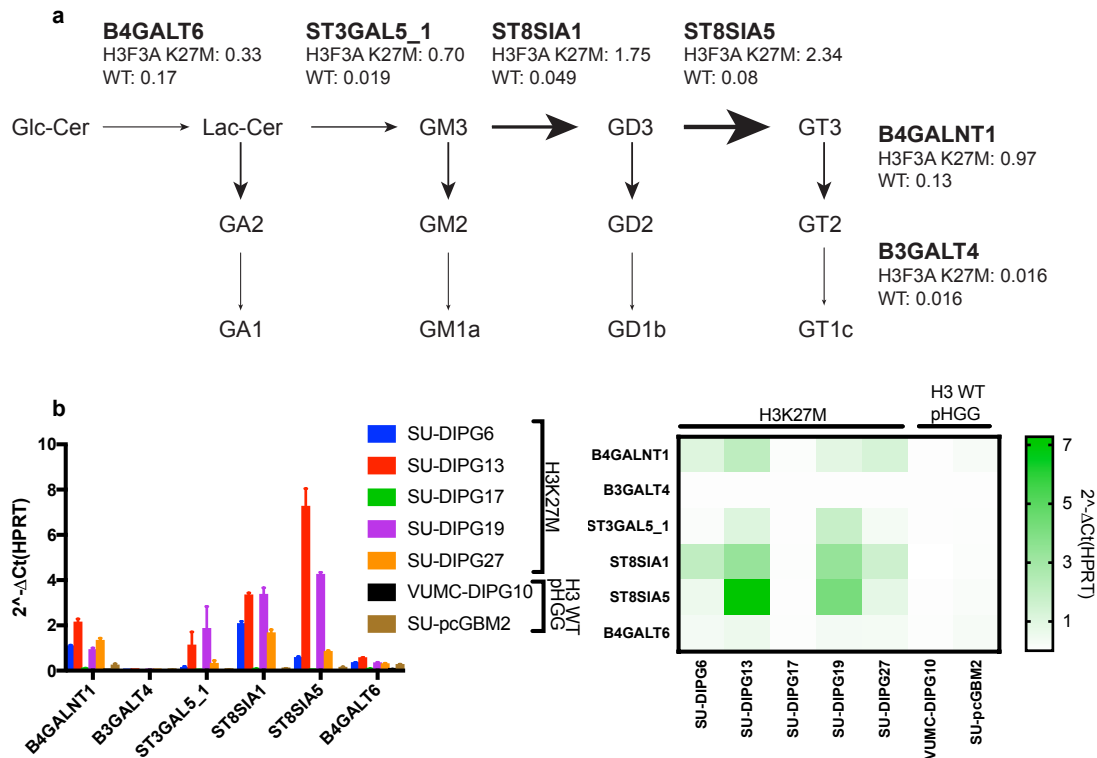 a
B4GALT6
H3F3A K27M: 0.33
WT: 0.17
ST3GAL5_1
H3F3A K27M: 0.70
WT: 0.019
ST8SIA1
H3F3A K27M: 1.75
WT: 0.049
ST8SIA5
H3F3A K27M: 2.34
WT: 0.08
Glc-Cer
Lac-Cer
GM3
GD3
GT3
B4GALNT1
H3F3A K27M: 0.97
WT: 0.13
GA2
GM2
GD2
GT2
B3GALT4
H3F3A K27M: 0.016
WT: 0.016
GA1
GM1a
GD1b
GT1c
b
2^-ΔCt(HPRT)
10
8
6
4
2
0
B4GALNT1
B3GALT4
ST3GAL5_1
ST8SIA1
ST8SIA5
B4GALT6
SU-DIPG6
SU-DIPG13
SU-DIPG17
SU-DIPG19
SU-DIPG27
VUMC-DIPG10
SU-pcGBM2
H3K27M
H3 WT
pHGG
H3K27M
H3 WT
pHGG
B4GALNT1
B3GALT4
ST3GAL5_1
ST8SIA1
ST8SIA5
B4GALT6
SU-DIPG6
SU-DIPG13
SU-DIPG17
SU-DIPG19
SU-DIPG27
VUMC-DIPG10
SU-pcGBM2
7
5
3
1
2^-ΔCt(HPRT)